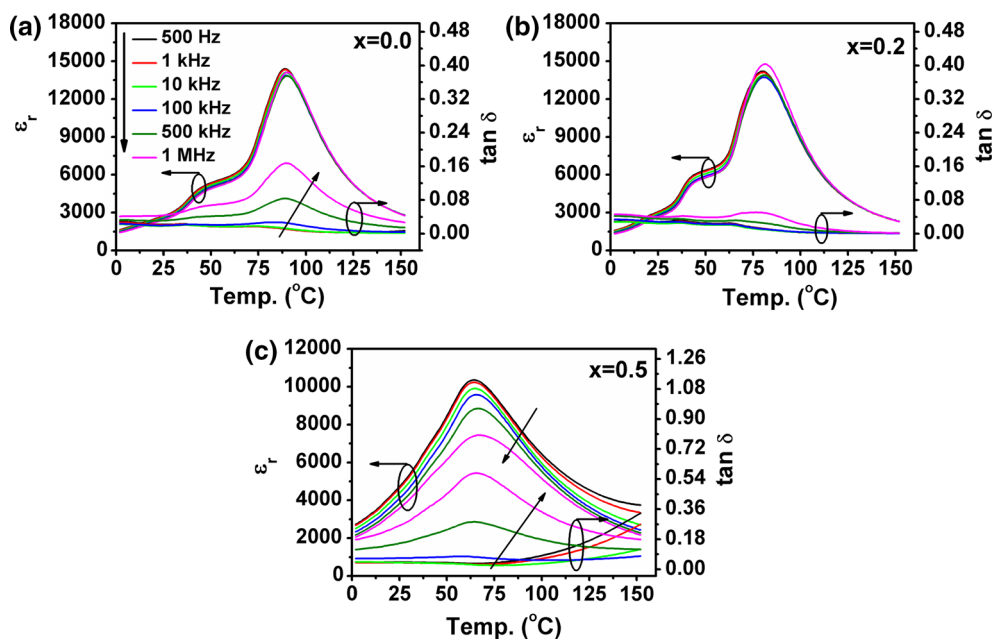 (a)
x=0.0
500 Hz
1 kHz
10 kHz
100 kHz
500 kHz
1 MHz
18000
15000
12000
9000
6000
3000
0
εr
0.48
0.40
0.32
0.24
0.16
0.08
0.00
tan δ
0 25 50 75 100 125 150
Temp. (oC)
(b)
x=0.2
18000
15000
12000
9000
6000
3000
0
εr
0.48
0.40
0.32
0.24
0.16
0.08
0.00
tan δ
0 25 50 75 100 125 150
Temp. (oC)
(c)
x=0.5
12000
10000
8000
6000
4000
2000
0
εr
1.26
1.08
0.90
0.72
0.54
0.36
0.18
0.00
tan δ
0 25 50 75 100 125 150
Temp. (oC)